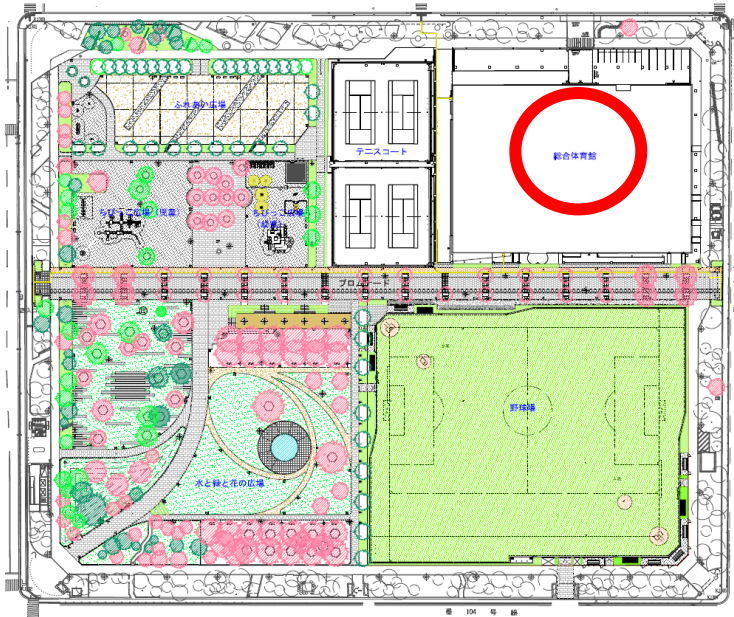 ふれあい広場
テニスコート
総合体育館
ちびっこ広場（児童）
ちびっこ広場
プロムナード
野球場
水と緑と花の広場
104 号 線